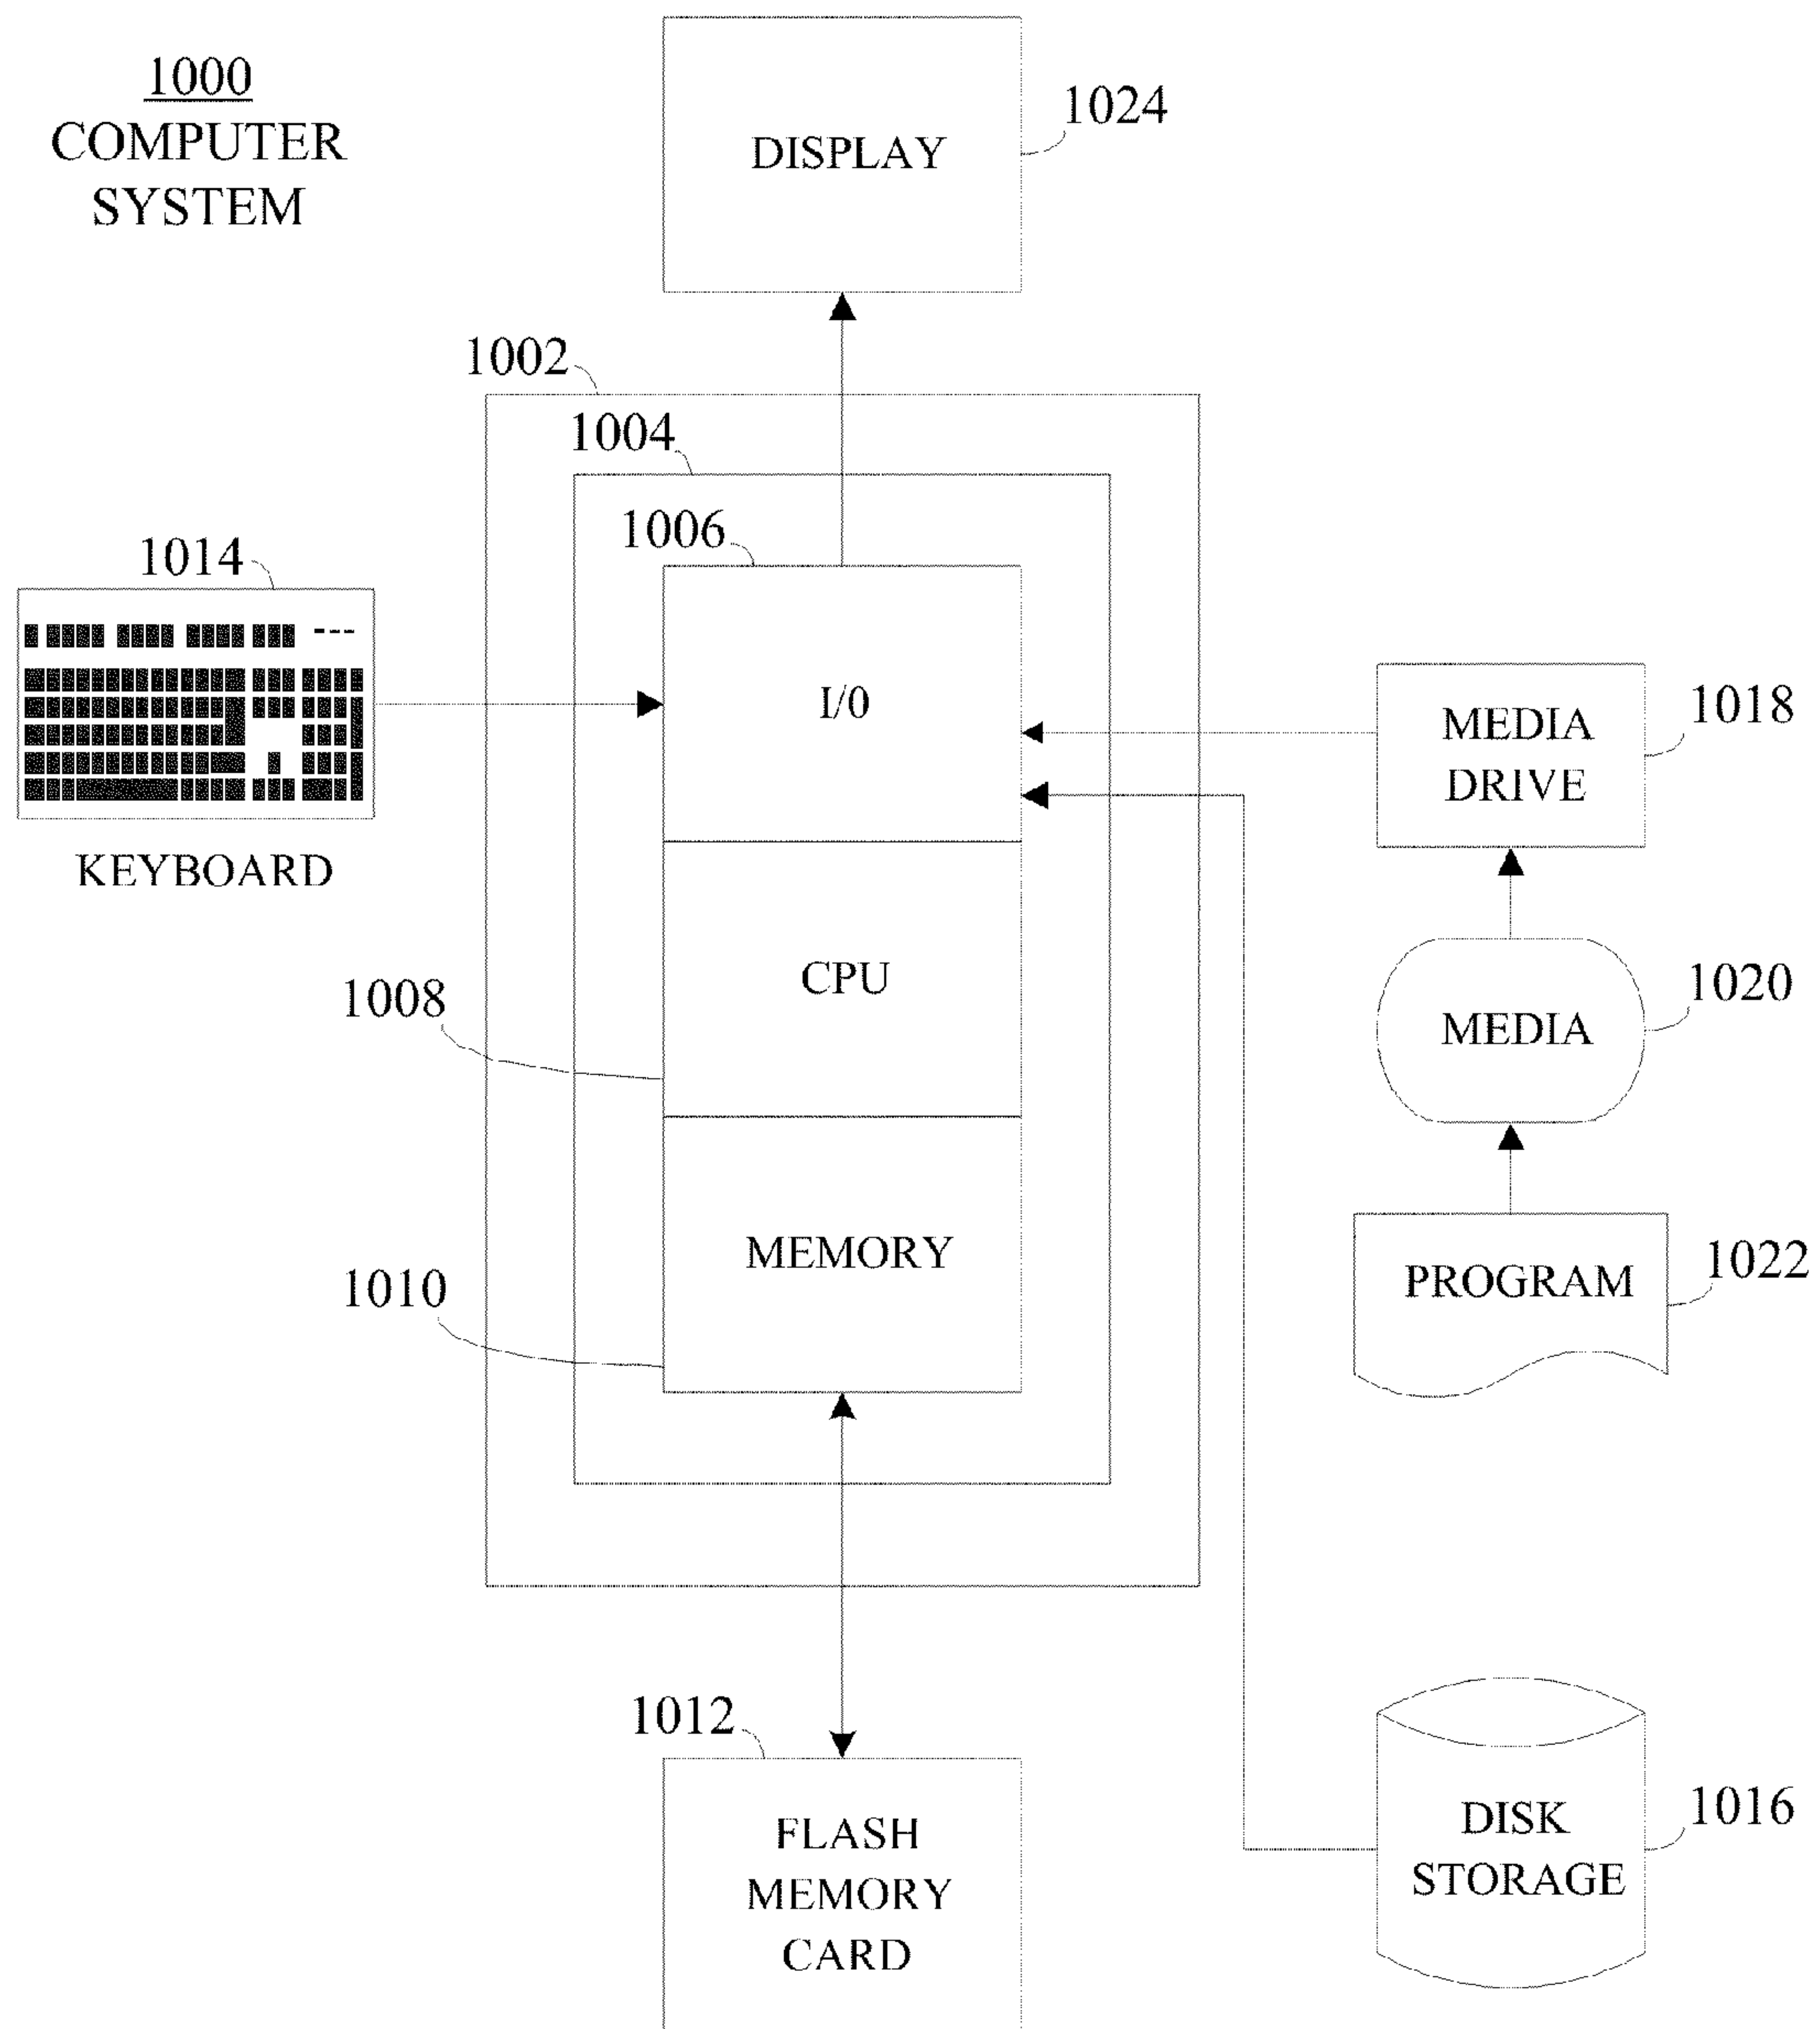 1000
COMPUTER
SYSTEM
DISPLAY
1024
1002
1004
1006
1014
KEYBOARD
I/0
MEDIA
DRIVE
1018
CPU
1008
MEDIA
1020
MEMORY
1010
PROGRAM
1022
1012
FLASH
MEMORY
CARD
DISK
STORAGE
1016